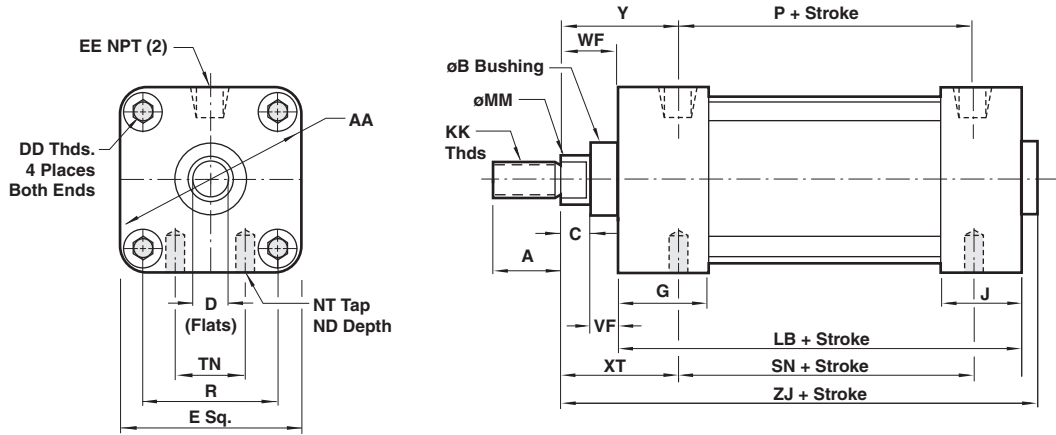 EE NPT (2)
AA
DD Thds.
4 Places
Both Ends
D
(Flats)
NT Tap
ND Depth
TN
R
E Sq.
Y
P + Stroke
WF
øB Bushing
øMM
KK
Thds
C
A
G
J
VF
LB + Stroke
XT
SN + Stroke
ZJ + Stroke